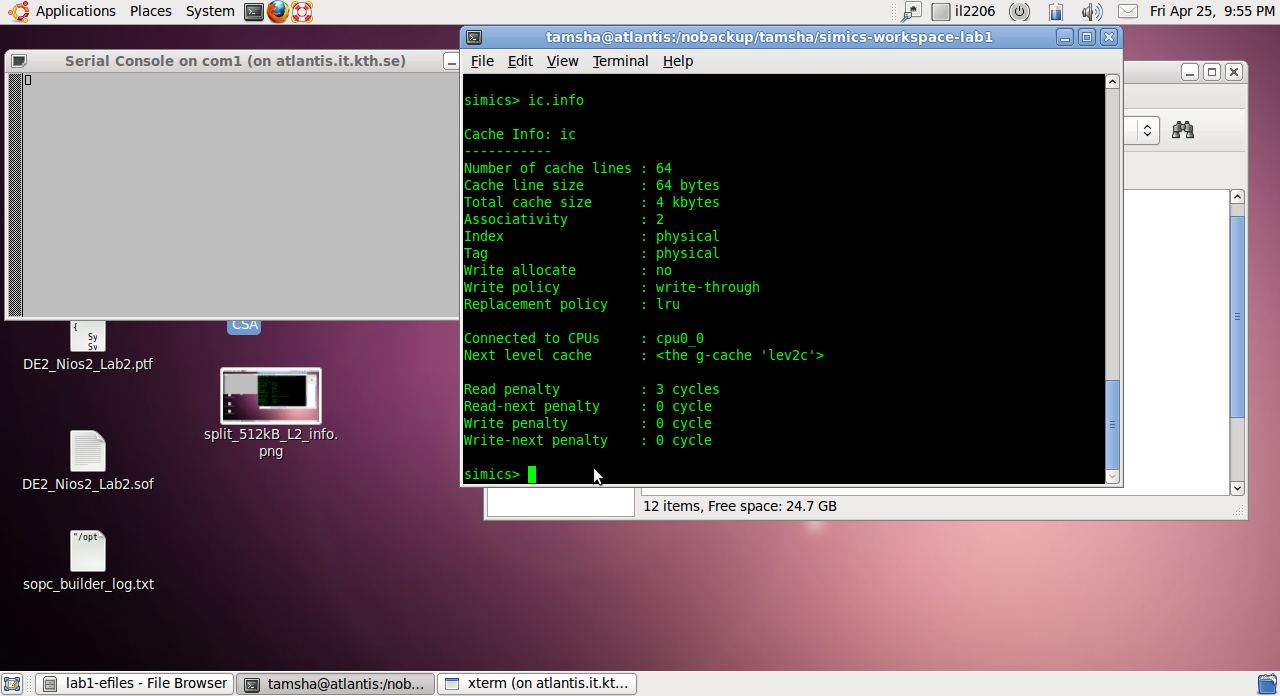 Applications Places System
il2206
Fri Apr 25, 9:55 PM
Serial Console on com1 (on atlantis.it.kth.se)
tamsha@atlantis:/nobackup/tamsha/simics-workspace-lab1
File Edit View Terminal Help
simics> ic.info
Cache Info: ic
-----------
Number of cache lines : 64
Cache line size : 64 bytes
Total cache size : 4 kbytes
Associativity : 2
Index : physical
Tag : physical
Write allocate : no
Write policy : write-through
Replacement policy : lru
Connected to CPUs : cpu0_0
Next level cache : <the g-cache 'lev2c'>
Read penalty : 3 cycles
Read-next penalty : 0 cycle
Write penalty : 0 cycle
Write-next penalty : 0 cycle
simics>
12 items, Free space: 24.7 GB
{
Sy
Sv
DE2_Nios2_Lab2.ptf
CSA
split_512kB_L2_info.
png
DE2_Nios2_Lab2.sof
"/opt
sopc_builder_log.txt
lab1-efiles - File Browser
tamsha@atlantis:/nob...
xterm (on atlantis.it.kt...